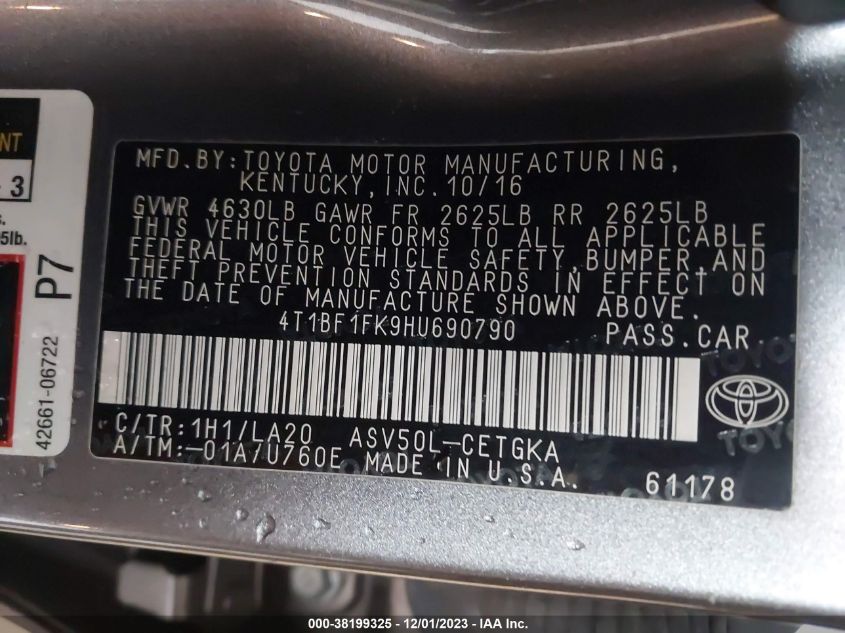 NT
- 3
5lb.
P7
42661-06722
MFD.BY:TOYOTA MOTOR MANUFACTURING,
KENTUCKY,INC.10/16
GVWR 4630LB GAWR FR 2625LB RR 2625LB
THIS VEHICLE CONFORMS TO ALL APPLICABLE
FEDERAL MOTOR VEHICLE SAFETY,BUMPER,AND
THEFT PREVENTION STANDARDS IN EFFECT ON
THE DATE OF MANUFACTURE SHOWN ABOVE.
4T1BF1FK9HU690790 PASS.CAR
C/TR:1H1/LA20 ASV50L-CETGKA
A/TM:-01A/U760E MADE IN U.S.A.
61178
000-38199325 - 12/01/2023 - IAA Inc.